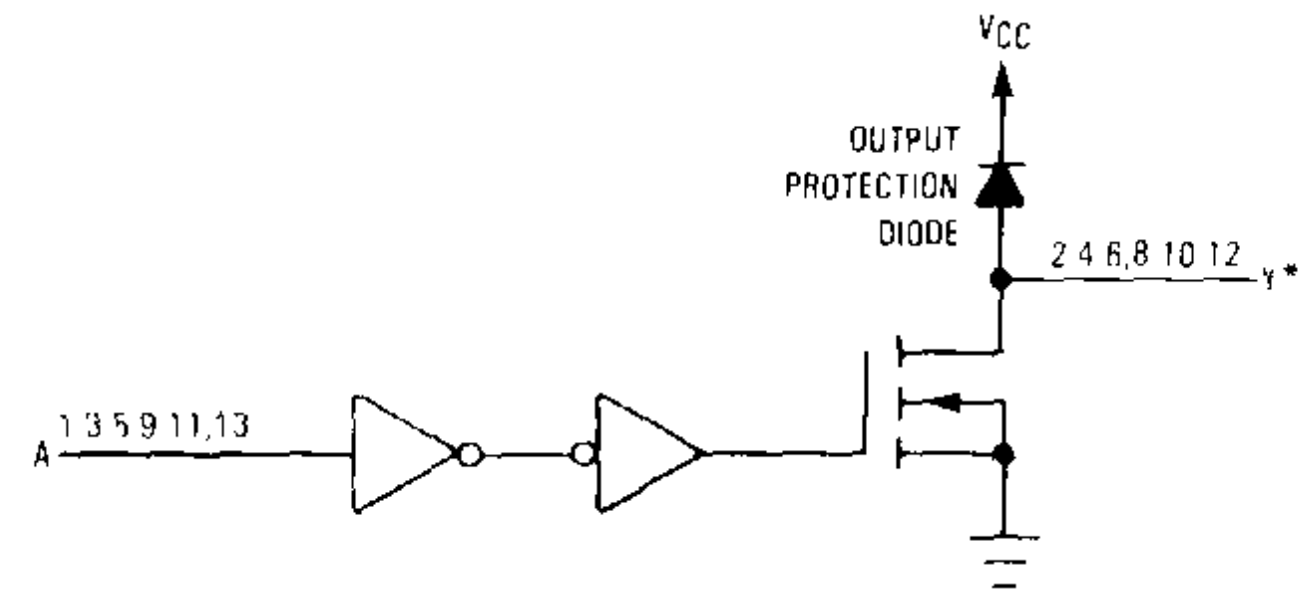 VCC
OUTPUT
PROTECTION
DIODE
2 4 6,8 10 12
Y*
1 3 5 9 11,13
A